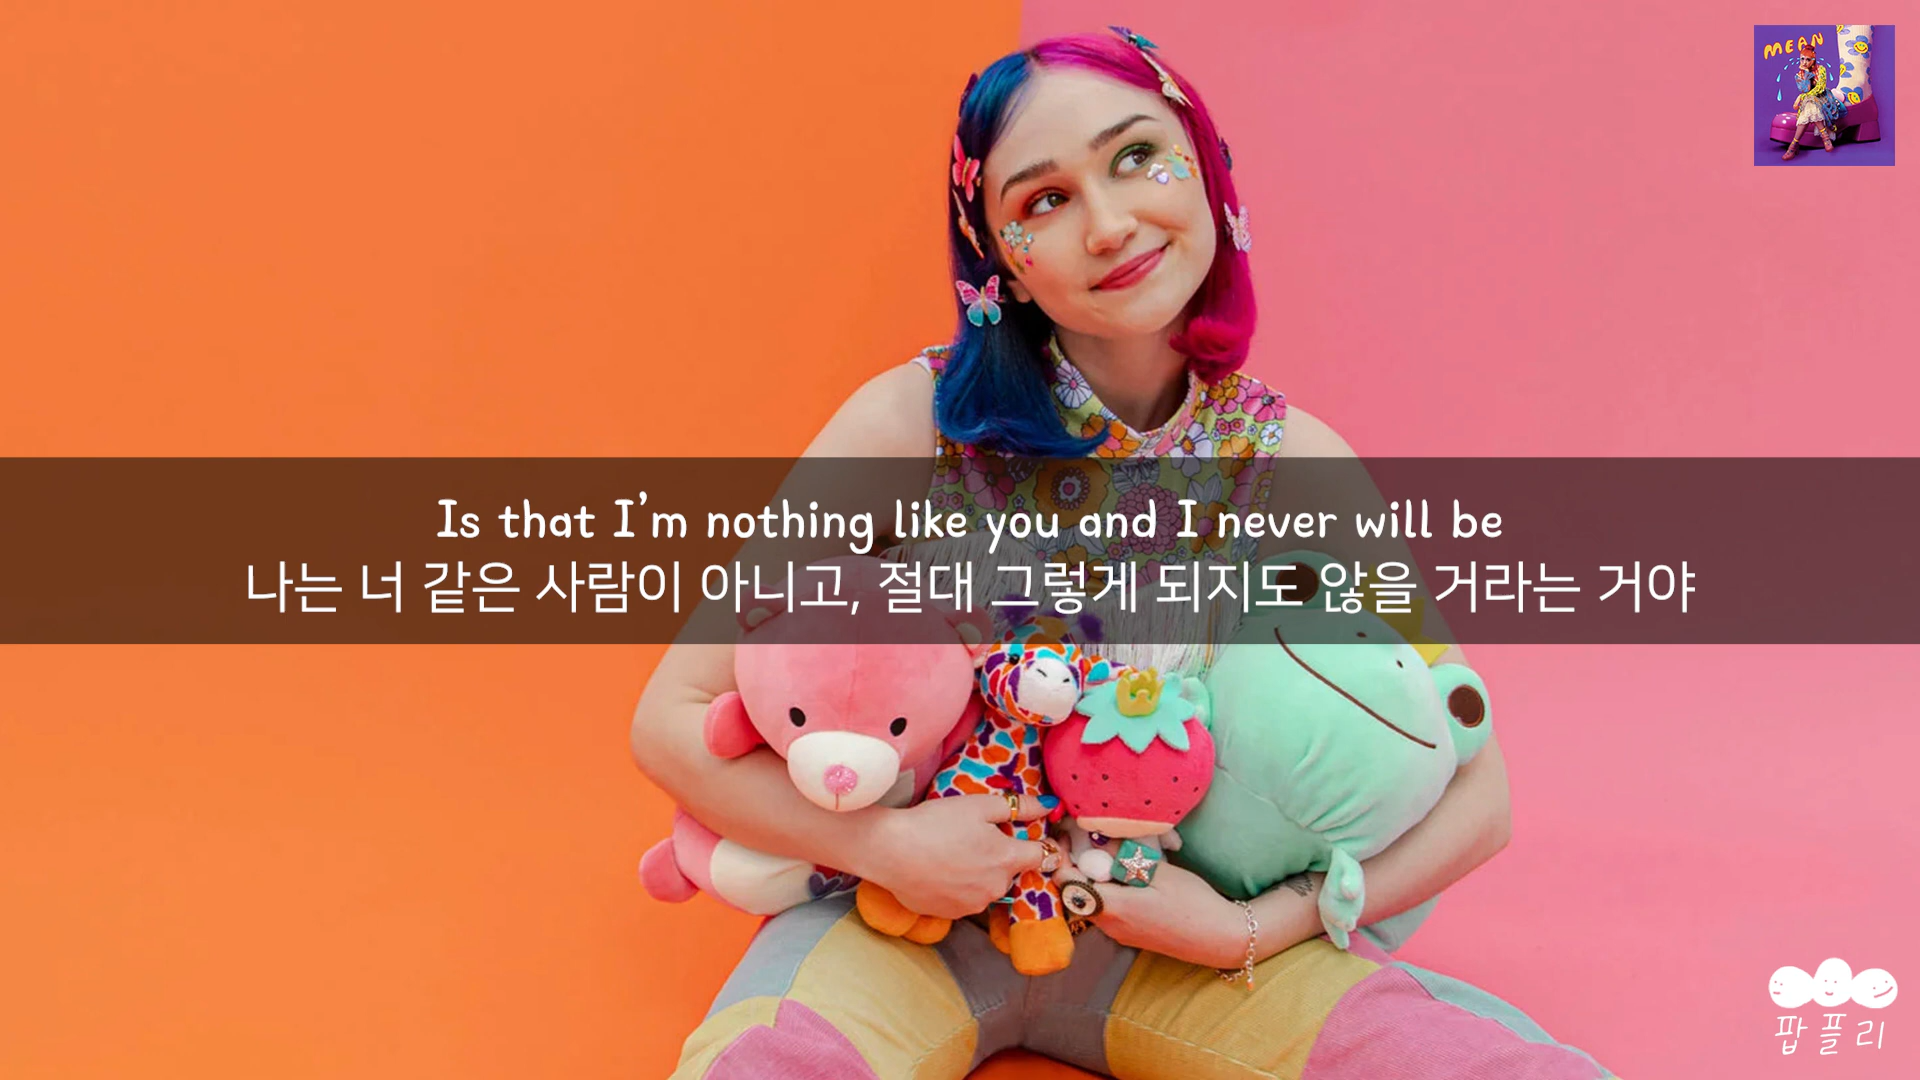 MEAN
Is that I'm nothing like you and I never will be
나는 너 같은 사람이 아니고, 절대 그렇게 되지도 않을 거라는 거야
팝플리